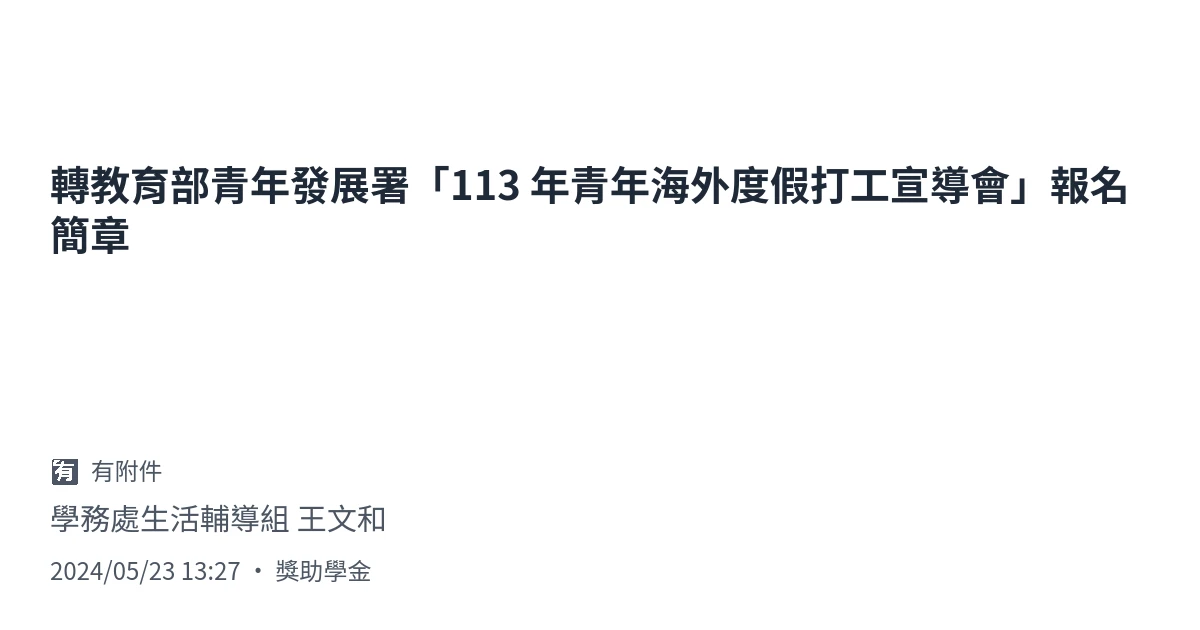 轉教育部青年發展署「113 年青年海外度假打工宣導會」報名
簡章
有 有附件
學務處生活輔導組 王文和
2024/05/23 13:27 • 獎助學金